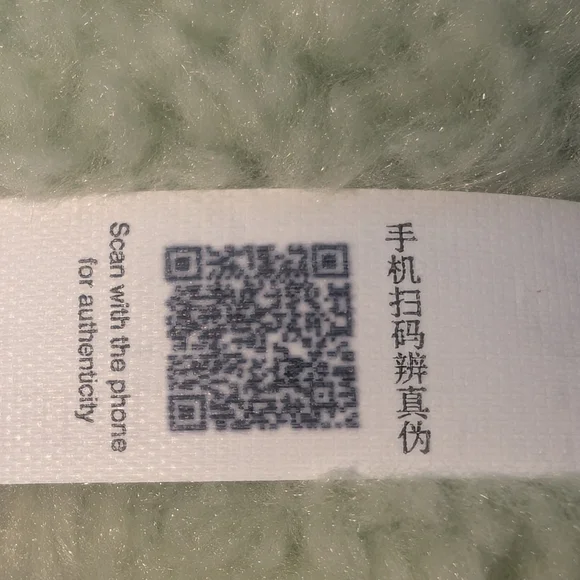 手机扫码辨真伪
Scan with the phone
for authenticity